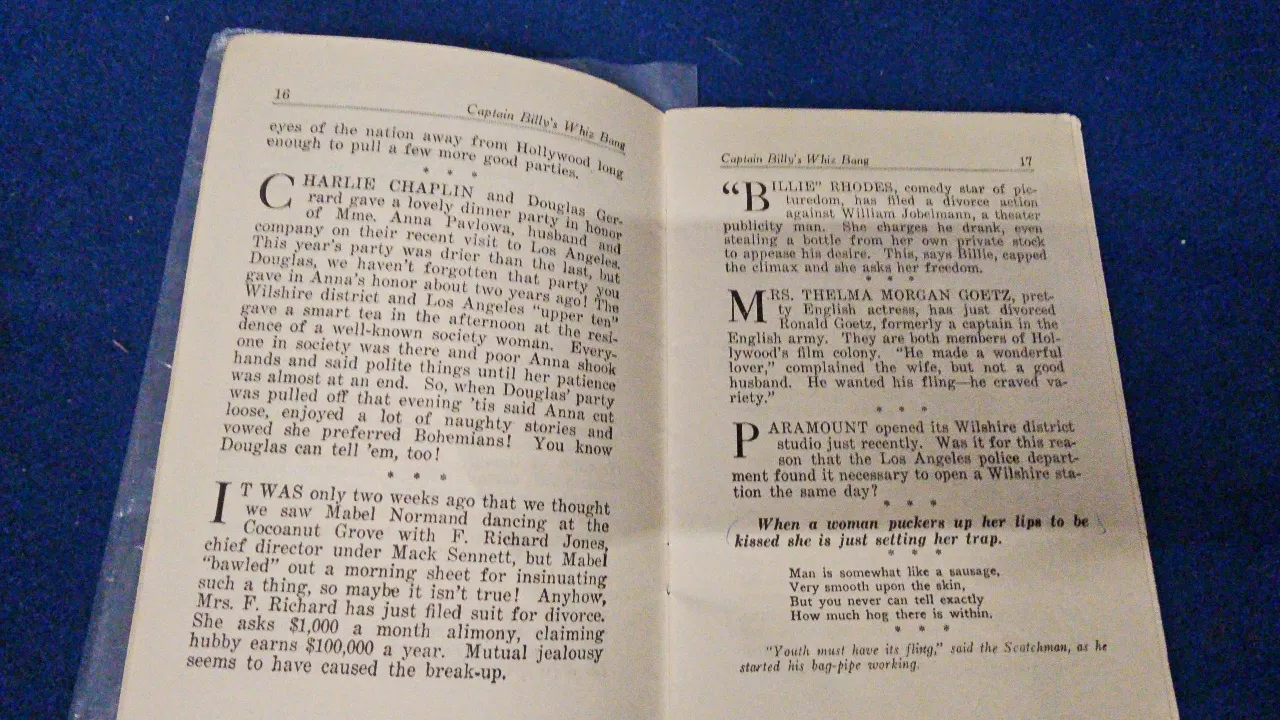 16
Captain Billy's Whiz Bang
eyes of the nation away from Hollywood long
enough to pull a few more good parties.
* * *
CHARLIE CHAPLIN and Douglas Ger-
rard gave a lovely dinner party in honor
of Mme. Anna Pavlowa, husband and
company on their recent visit to Los Angeles.
This year's party was drier than the last, but
Douglas, we haven't forgotten that party you
gave in Anna's honor about two years ago! The
Wilshire district and Los Angeles "upper ten"
gave a smart tea in the afternoon at the resi-
dence of a well-known society woman. Every-
one in society was there and poor Anna shook
hands and said polite things until her patience
was almost at an end. So, when Douglas' party
was pulled off that evening 'tis said Anna cut
loose, enjoyed a lot of naughty stories and
vowed she preferred Bohemians! You know
Douglas can tell 'em, too!
* * *
IT WAS only two weeks ago that we thought
we saw Mabel Normand dancing at the
Cocoanut Grove with F. Richard Jones,
chief director under Mack Sennett, but Mabel
"bawled" out a morning sheet for insinuating
such a thing, so maybe it isn't true! Anyhow,
Mrs. F. Richard has just filed suit for divorce.
She asks $1,000 a month alimony, claiming
hubby earns $100,000 a year. Mutual jealousy
seems to have caused the break-up.
Captain Billy's Whiz Bang
17
"BILLIE" RHODES, comedy star of pic-
turedom, has filed a divorce action
against William Jobelmann, a theater
publicity man. She charges he drank, even
stealing a bottle from her own private stock
to appease his desire. This, says Billie, capped
the climax and she asks her freedom.
* * *
MRS. THELMA MORGAN GOETZ, pret-
ty English actress, has just divorced
Ronald Goetz, formerly a captain in the
English army. They are both members of Hol-
lywood's film colony. "He made a wonderful
lover," complained the wife, but not a good
husband. He wanted his fling—he craved va-
riety."
* * *
PARAMOUNT opened its Wilshire district
studio just recently. Was it for this rea-
son that the Los Angeles police depart-
ment found it necessary to open a Wilshire sta-
tion the same day?
* * *
When a woman puckers up her lips to be
kissed she is just setting her trap.
* * *
Man is somewhat like a sausage,
Very smooth upon the skin,
But you never can tell exactly
How much hog there is within.
* * *
"Youth must have its fling," said the Scotchman, as he
started his bag-pipe working.